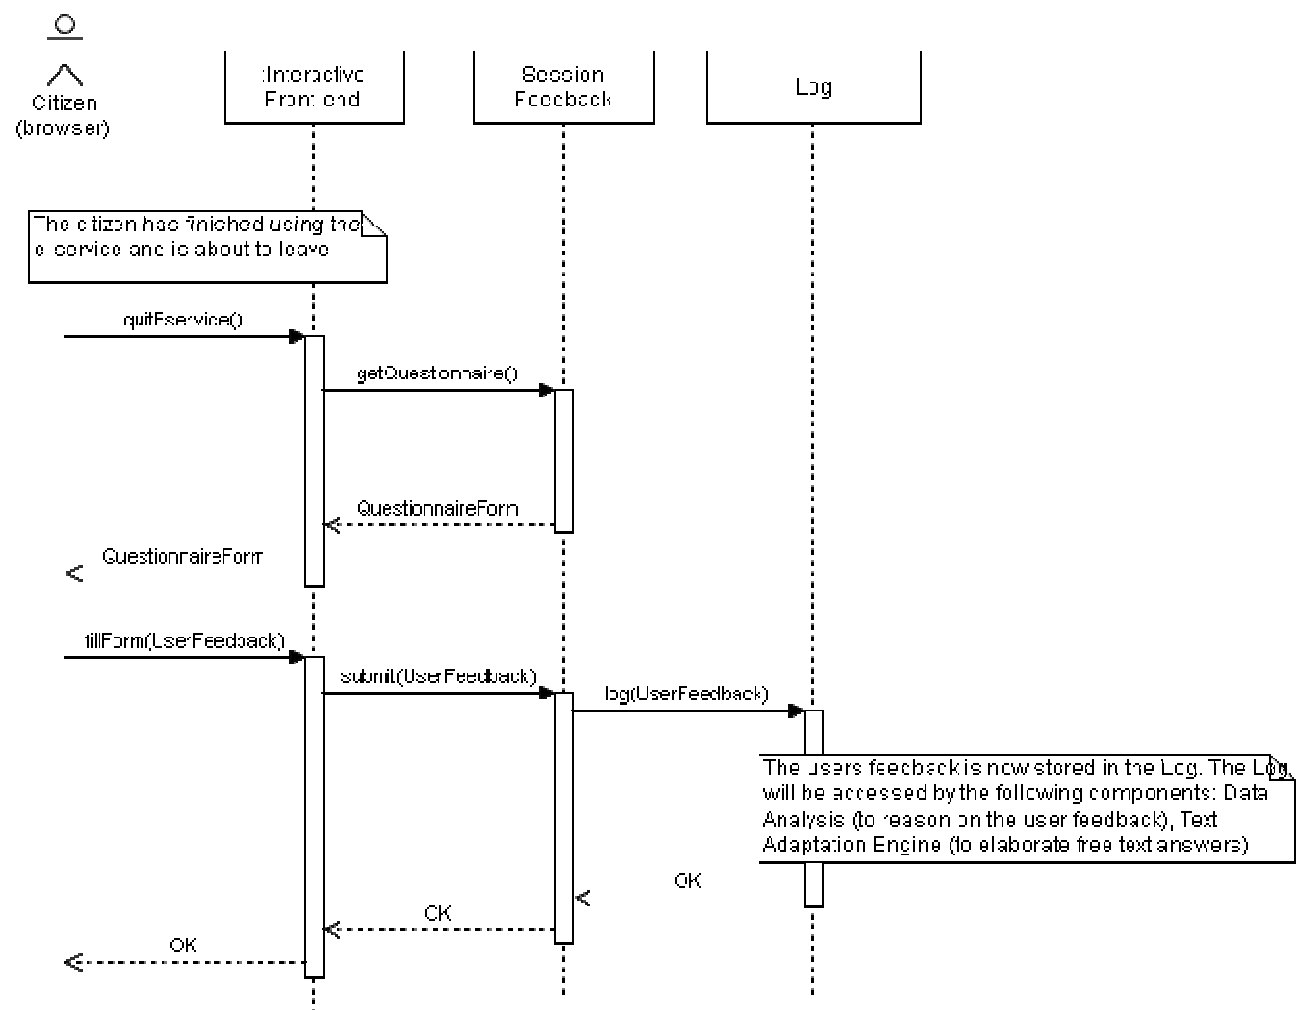 Citizen
(browser)
:Interactive
Front-end
Session
Feedback
Log
The citizen has finished using the
e-service and is about to leave
quitEservice()
getQuestionnaire()
QuestionnaireForm
QuestionnaireForm
fillForm(UserFeedback)
submit(UserFeedback)
log(UserFeedback)
The users feedback is now stored in the Log. The Log,
will be accessed by the following components: Data
Analysis (to reason on the user feedback), Text
Adaptation Engine (to elaborate free text answers)
OK
OK
OK